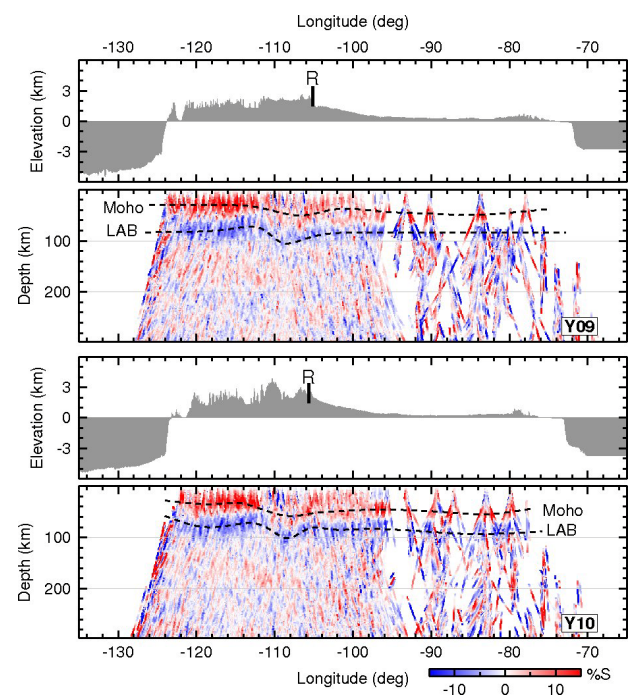 Longitude (deg)
-130 -120 -110 -100 -90 -80 -70
R
Elevation (km)
3
0
-3
Moho
LAB
Depth (km)
100
200
Y09
R
Elevation (km)
3
0
-3
Moho
LAB
Depth (km)
100
200
Y10
-130 -120 -110 -100 -90 -80 -70
Longitude (deg)
%S
-10 0 10